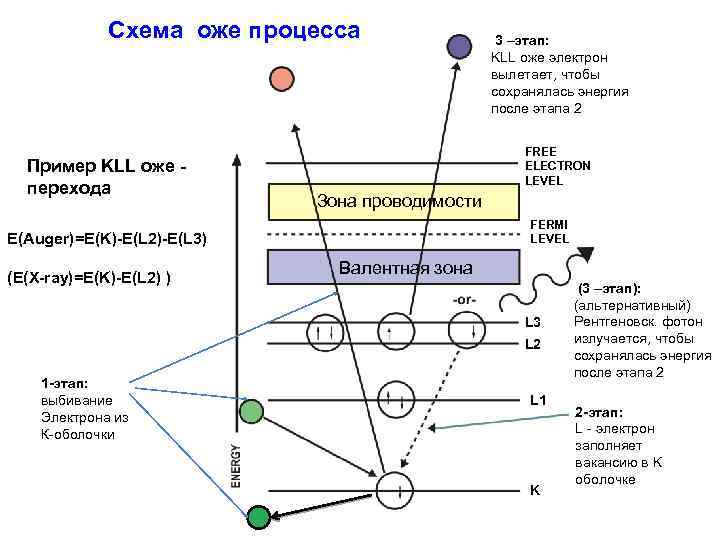 Схема оже процесса
3 –этап:
KLL оже электрон
вылетает, чтобы
сохранялась энергия
после этапа 2
Пример KLL оже -
перехода
FREE
ELECTRON
LEVEL
Зона проводимости
E(Auger)=E(K)-E(L2)-E(L3)
FERMI
LEVEL
(E(X-ray)=E(K)-E(L2) )
Валентная зона
-or-
(3 –этап):
(альтернативный)
Рентгеновск. фотон
излучается, чтобы
сохранялась энергия
после этапа 2
L3
L2
1-этап:
выбивание
Электрона из
К-оболочки
L1
2-этап:
L - электрон
заполняет
вакансию в K
оболочке
ENERGY
K